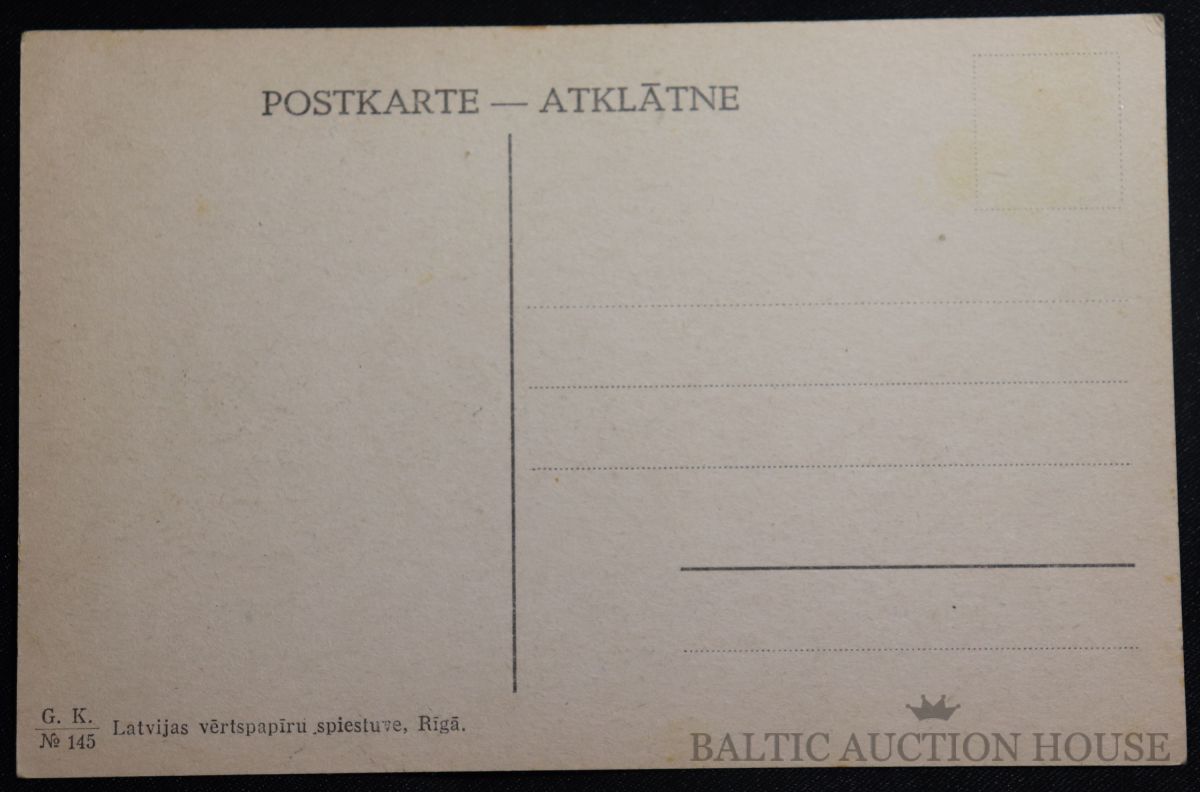 POSTKARTE — ATKLĀTNE
G. K.
№ 145
Latvijas vērtspapīru spiestuve, Rīgā.
BALTIC AUCTION HOUSE